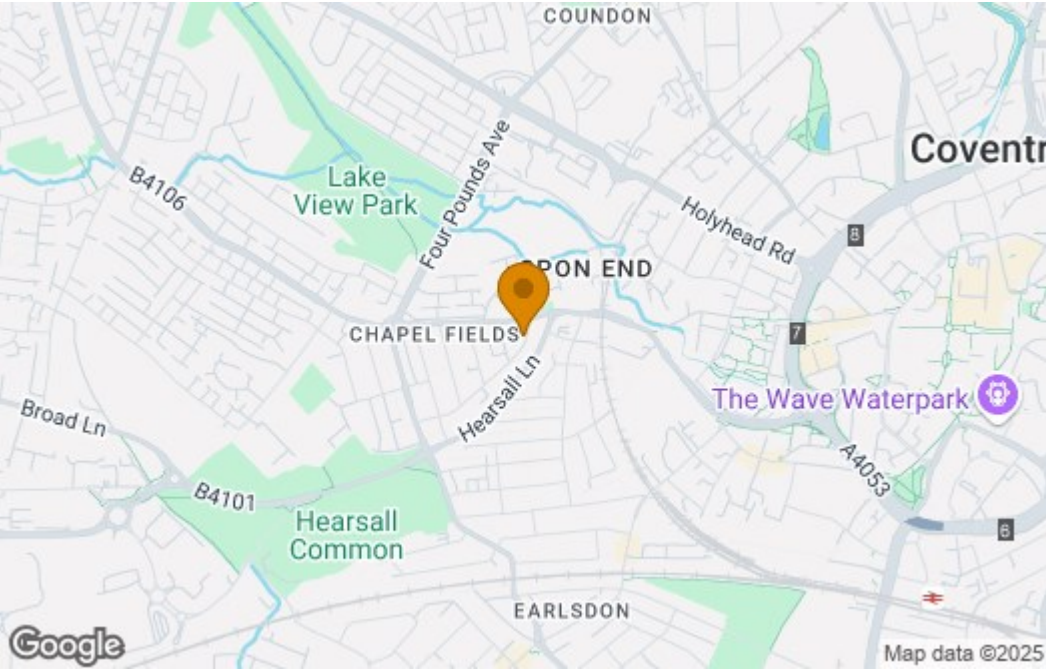 COUNDON
Coventr
Lake
View Park
Four Pounds Ave
B4106
Holyhead Rd
8
SPON END
7
CHAPEL FIELDS
Hearsall Ln
The Wave Waterpark
Broad Ln
A4053
B4101
Hearsall
Common
6
EARLSDON
Google
Map data ©2025